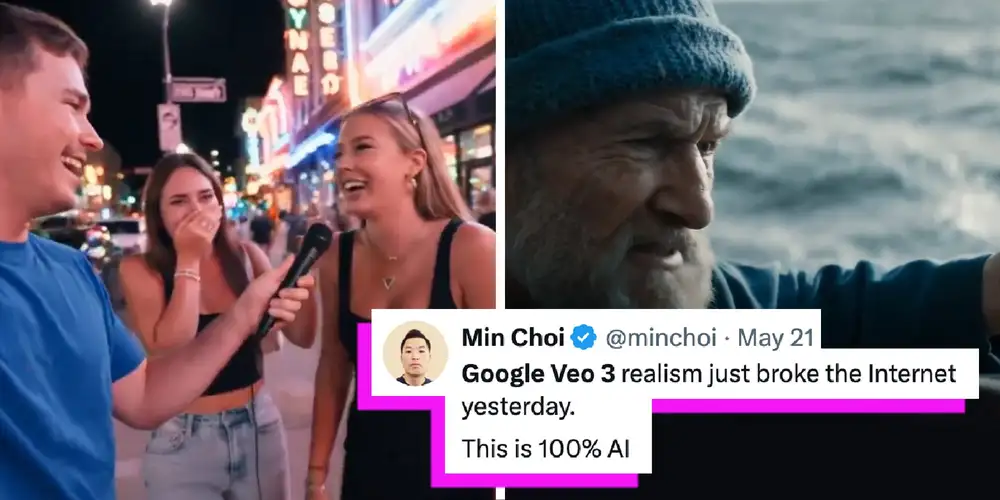 Min Choi @minchoi · May 21
Google Veo 3 realism just broke the Internet
yesterday.
This is 100% AI